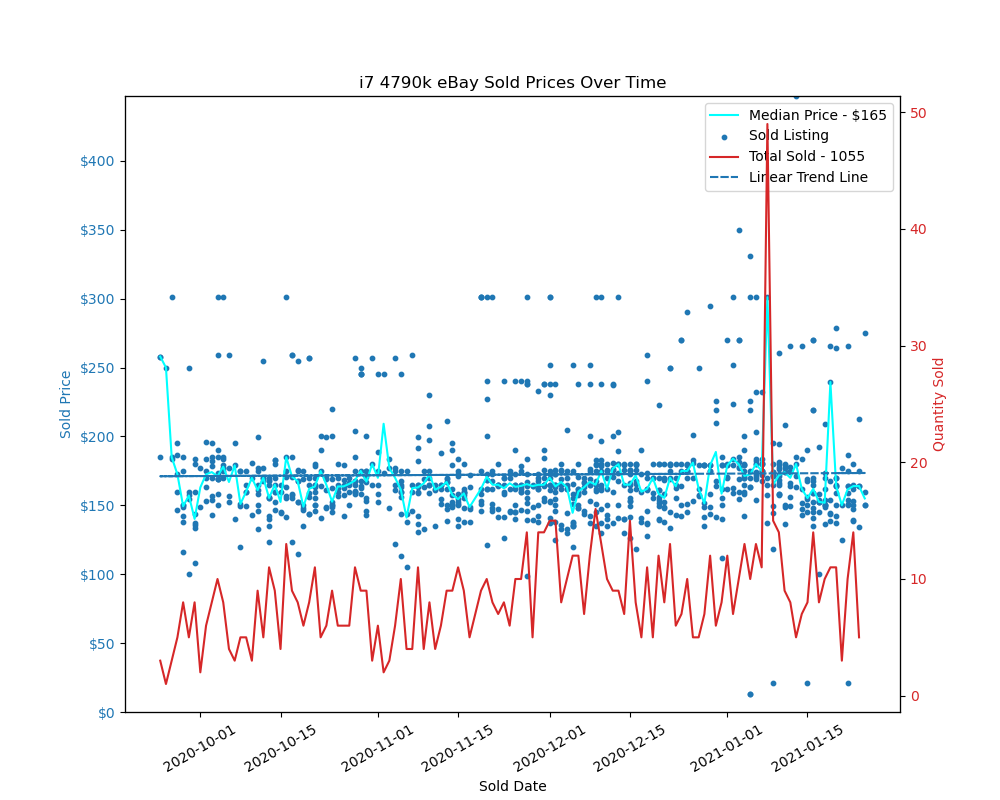 i7 4790k eBay Sold Prices Over Time
Median Price - $165
Sold Listing
Total Sold - 1055
Linear Trend Line
$400
$350
$300
$250
$200
$150
$100
$50
$0
Sold Price
50
40
30
20
10
0
Quantity Sold
2020-10-01
2020-10-15
2020-11-01
2020-11-15
2020-12-01
2020-12-15
2021-01-01
2021-01-15
Sold Date